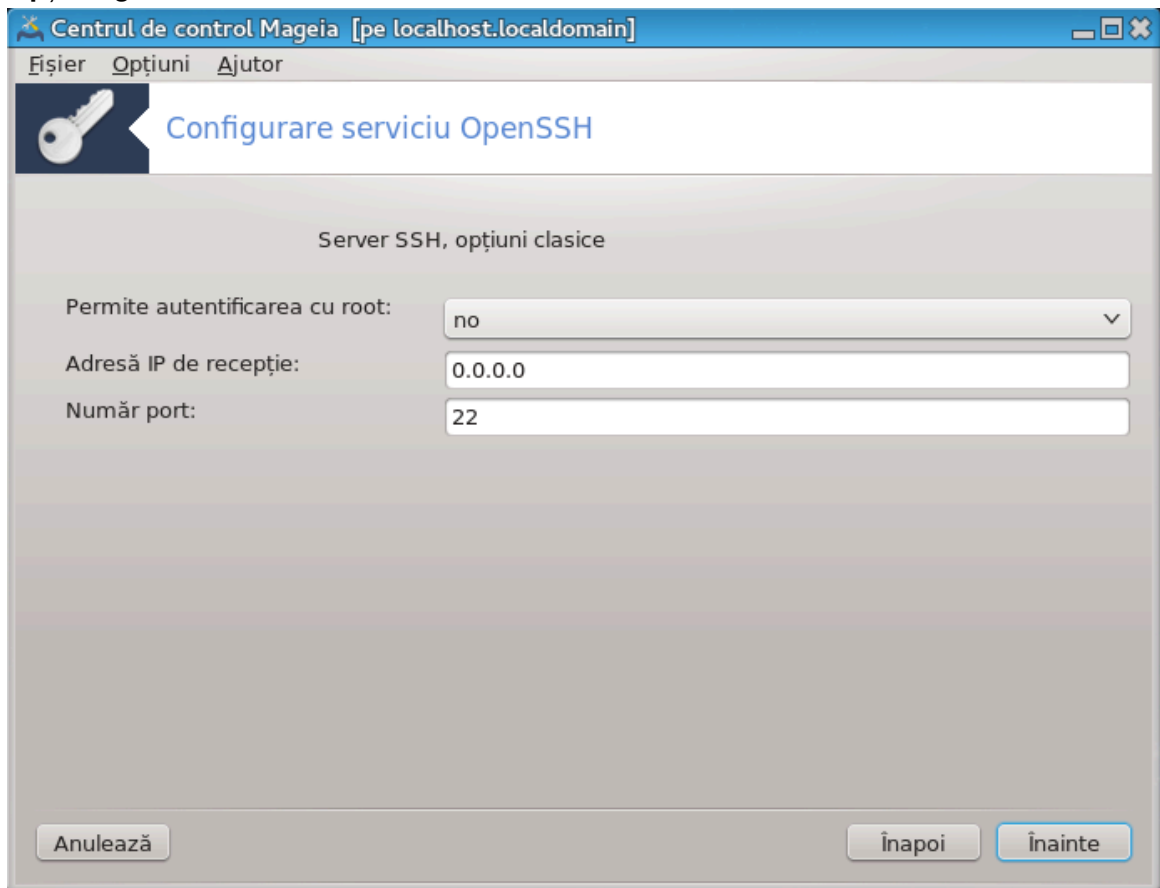 Centrul de control Mageia [pe localhost.localdomain]
Fișier Opțiuni Ajutor
Configurare serviciu OpenSSH
Server SSH, opțiuni clasice
Permite autentificarea cu root: no
Adresă IP de recepție: 0.0.0.0
Număr port: 22
Anulează Înapoi Înainte